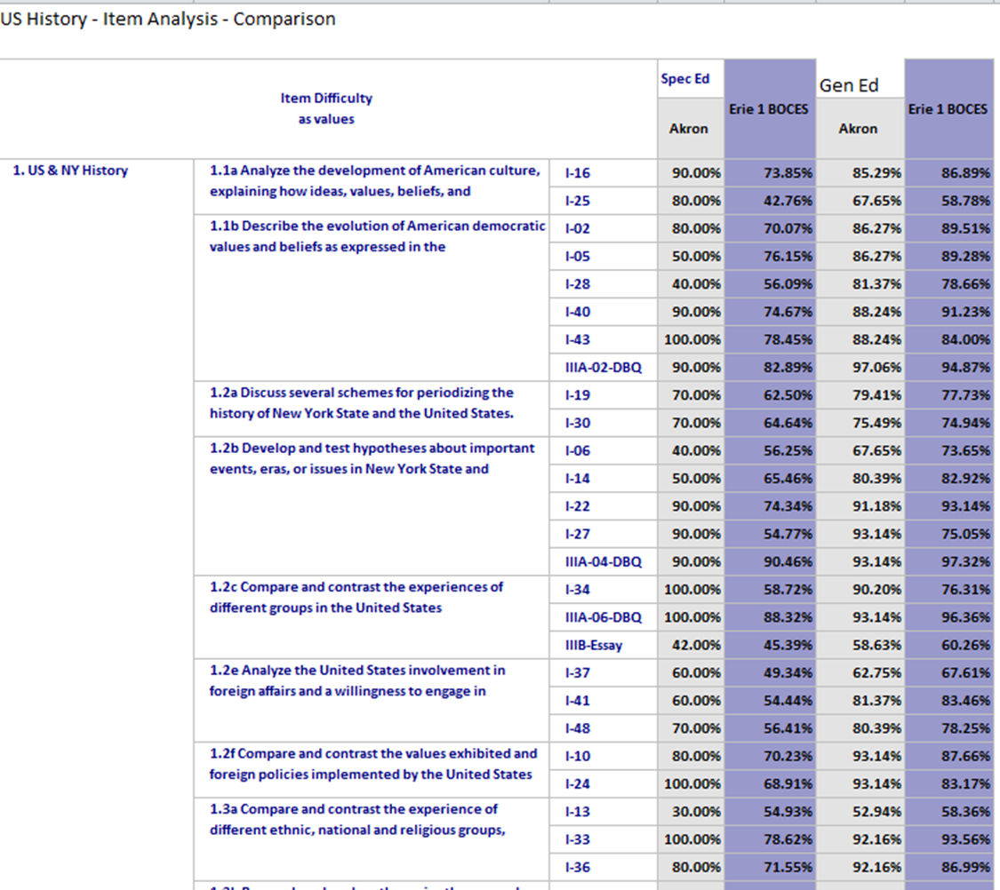 US History - Item Analysis - Comparison
Item Difficulty
as values
Spec Ed
Akron
Erie 1 BOCES
Gen Ed
Akron
Erie 1 BOCES
1. US & NY History
1.1a Analyze the development of American culture,
explaining how ideas, values, beliefs, and
I-16 90.00% 73.85% 85.29% 86.89%
I-25 80.00% 42.76% 67.65% 58.78%
1.1b Describe the evolution of American democratic
values and beliefs as expressed in the
I-02 80.00% 70.07% 86.27% 89.51%
I-05 50.00% 76.15% 86.27% 89.28%
I-28 40.00% 56.09% 81.37% 78.66%
I-40 90.00% 74.67% 88.24% 91.23%
I-43 100.00% 78.45% 88.24% 84.00%
IIIA-02-DBQ 90.00% 82.89% 97.06% 94.87%
1.2a Discuss several schemes for periodizing the
history of New York State and the United States.
I-19 70.00% 62.50% 79.41% 77.73%
I-30 70.00% 64.64% 75.49% 74.94%
1.2b Develop and test hypotheses about important
events, eras, or issues in New York State and
I-06 40.00% 56.25% 67.65% 73.65%
I-14 50.00% 65.46% 80.39% 82.92%
I-22 90.00% 74.34% 91.18% 93.14%
I-27 90.00% 54.77% 93.14% 75.05%
IIIA-04-DBQ 90.00% 90.46% 93.14% 97.32%
1.2c Compare and contrast the experiences of
different groups in the United States
I-34 100.00% 58.72% 90.20% 76.31%
IIIA-06-DBQ 100.00% 88.32% 93.14% 96.36%
IIIB-Essay 42.00% 45.39% 58.63% 60.26%
1.2e Analyze the United States involvement in
foreign affairs and a willingness to engage in
I-37 60.00% 49.34% 62.75% 67.61%
I-41 60.00% 54.44% 81.37% 83.46%
I-48 70.00% 56.41% 80.39% 78.25%
1.2f Compare and contrast the values exhibited and
foreign policies implemented by the United States
I-10 80.00% 70.23% 93.14% 87.66%
I-24 100.00% 68.91% 93.14% 83.17%
1.3a Compare and contrast the experience of
different ethnic, national and religious groups,
I-13 30.00% 54.93% 52.94% 58.36%
I-33 100.00% 78.62% 92.16% 93.56%
I-36 80.00% 71.55% 92.16% 86.99%